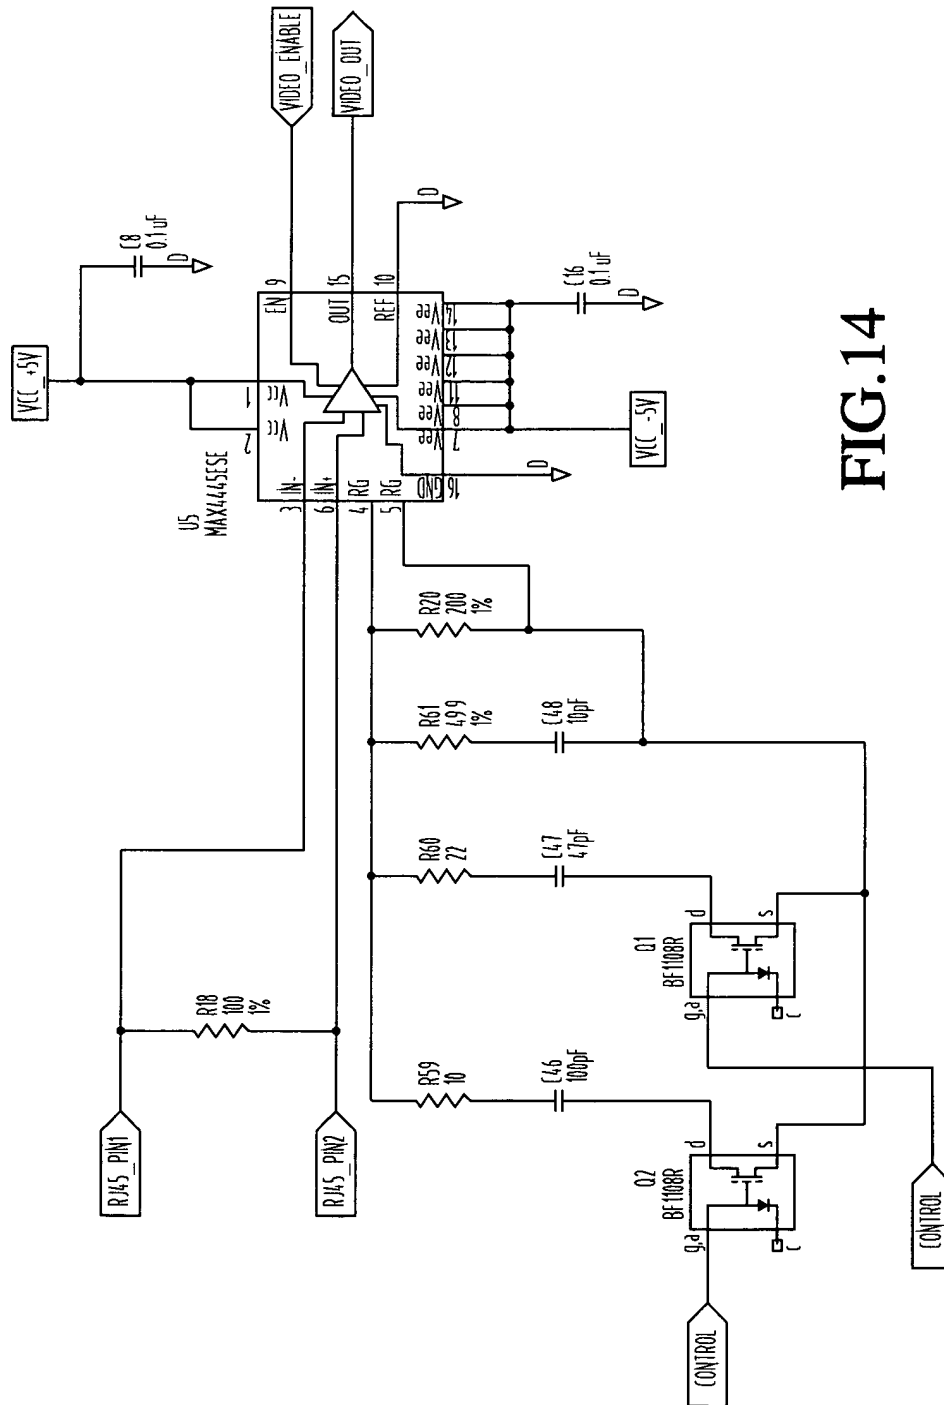 RJ45_PIN1
RJ45_PIN2
R18
100
1%
U5
MAX4445ESE
3 IN-
6 IN+
4 RG
5 RG
16 GND
2 Vcc
1 Vcc
EN 9
OUT 15
REF 10
7 Vee
8 Vee
11 Vee
12 Vee
13 Vee
14 Vee
VCC_+5V
C8
0.1uF
D
VIDEO_ENABLE
VIDEO_OUT
D
C16
0.1uF
D
D
VCC_-5V
R20
200
1%
R61
499
1%
C48
10pF
R60
22
C47
47pF
R59
10
C46
100pF
Q1
BF1108R
g,a
d
s
c
Q2
BF1108R
g,a
d
s
c
CONTROL
CONTROL
FIG.14